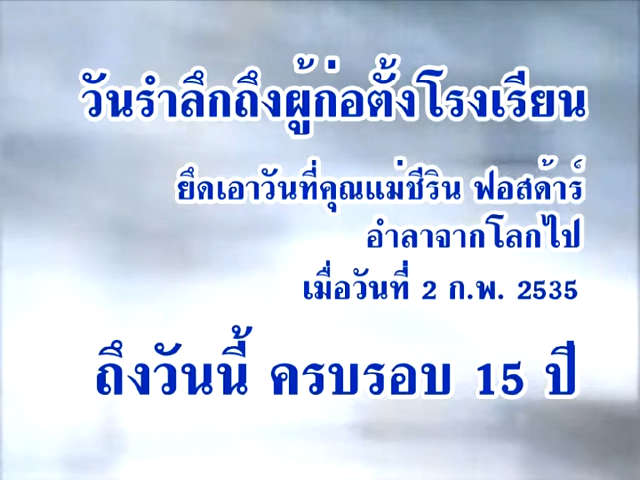 วันรำลึกถึงผู้ก่อตั้งโรงเรียน
ยึดเอาวันที่คุณแม่ชีริน ฟอสด้าร์
อำลาจากโลกไป
เมื่อวันที่ 2 ก.พ. 2535
ถึงวันนี้ ครบรอบ 15 ปี